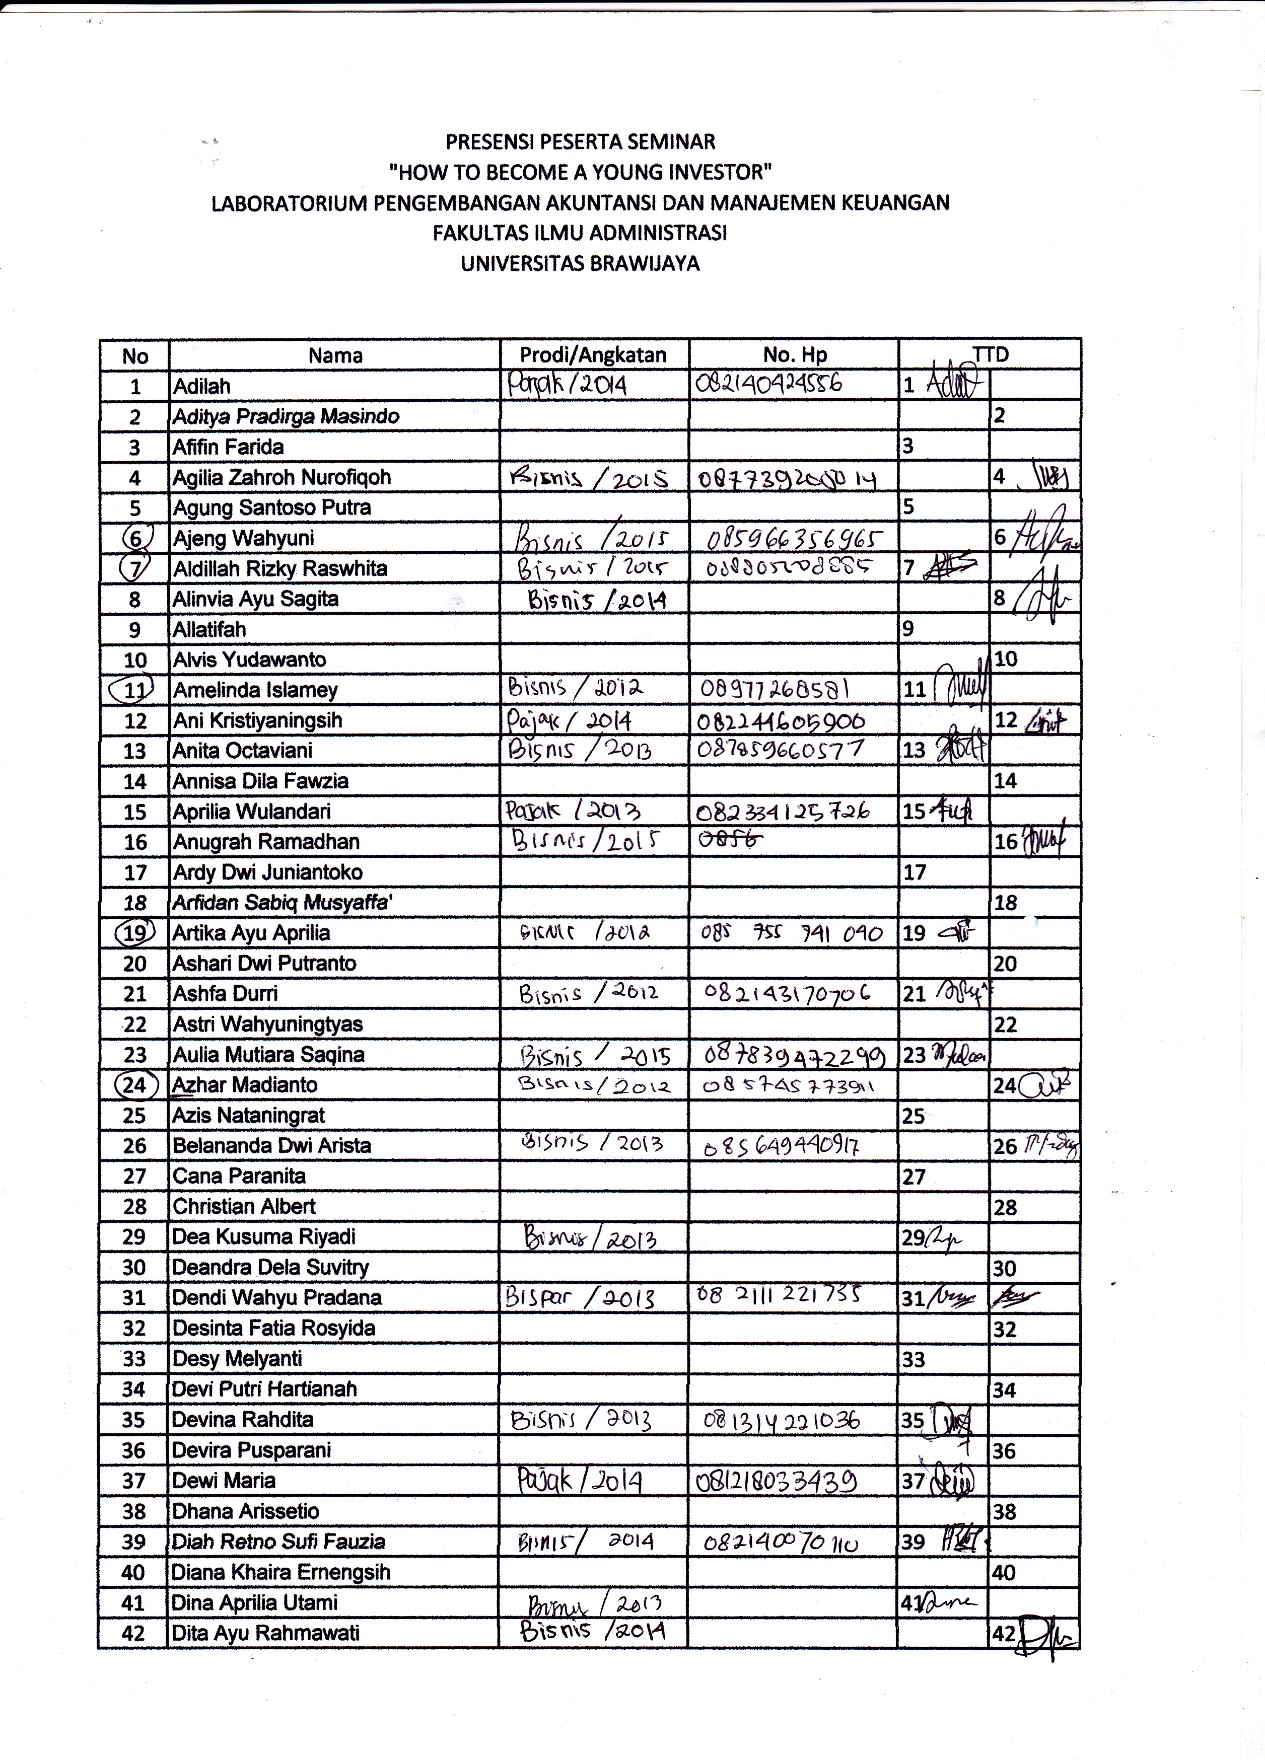 PRESENSI PESERTA SEMINAR
"HOW TO BECOME A YOUNG INVESTOR"
LABORATORIUM PENGEMBANGAN AKUNTANSI DAN MANAJEMEN KEUANGAN
FAKULTAS ILMU ADMINISTRASI
UNIVERSITAS BRAWIJAYA
No Nama Prodi/Angkatan No. Hp TTD
1 Adilah Pajak/2014 082140424556 1
2 Aditya Pradirga Masindo 2
3 Afifin Farida 3
4 Agilia Zahroh Nurofiqoh Bisnis /2015 4
5 Agung Santoso Putra 5
6 Ajeng Wahyuni Bisnis /2015 085966356965 6
7 Aldillah Rizky Raswhita Bisnis / 2015 7
8 Alinvia Ayu Sagita Bisnis /2014 8
9 Allatifah 9
10 Alvis Yudawanto 10
11 Amelinda Islamey Bisnis / 2012 08977268581 11
12 Ani Kristiyaningsih Pajak / 2014 082244605900 12
13 Anita Octaviani Bisnis / 2013 087859660577 13
14 Annisa Dila Fawzia 14
15 Aprilia Wulandari Pajak /2013 082334125726 15
16 Anugrah Ramadhan Bisnis/2015 0856 16
17 Ardy Dwi Juniantoko 17
18 Arfidan Sabiq Musyaffa' 18
19 Artika Ayu Aprilia Bisnis /2012 085 755 741 040 19
20 Ashari Dwi Putranto 20
21 Ashfa Durri Bisnis /2012 082143170706 21
22 Astri Wahyuningtyas 22
23 Aulia Mutiara Saqina Bisnis / 2015 087839472299 23
24 Azhar Madianto Bisnis/2012 085745773911 24
25 Azis Nataningrat 25
26 Belananda Dwi Arista Bisnis / 2013 085649440917 26
27 Cana Paranita 27
28 Christian Albert 28
29 Dea Kusuma Riyadi Bisnis/2013 29
30 Deandra Dela Suvitry 30
31 Dendi Wahyu Pradana Bispar /2013 08 2111 221 735 31
32 Desinta Fatia Rosyida 32
33 Desy Melyanti 33
34 Devi Putri Hartianah 34
35 Devina Rahdita Bisnis / 2013 081314221036 35
36 Devira Pusparani 36
37 Dewi Maria Pajak / 2014 081218033439 37
38 Dhana Arissetio 38
39 Diah Retno Sufi Fauzia Bisnis/ 2014 082140070110 39
40 Diana Khaira Ernengsih 40
41 Dina Aprilia Utami Bisnis / 2013 41
42 Dita Ayu Rahmawati Bisnis /2014 42